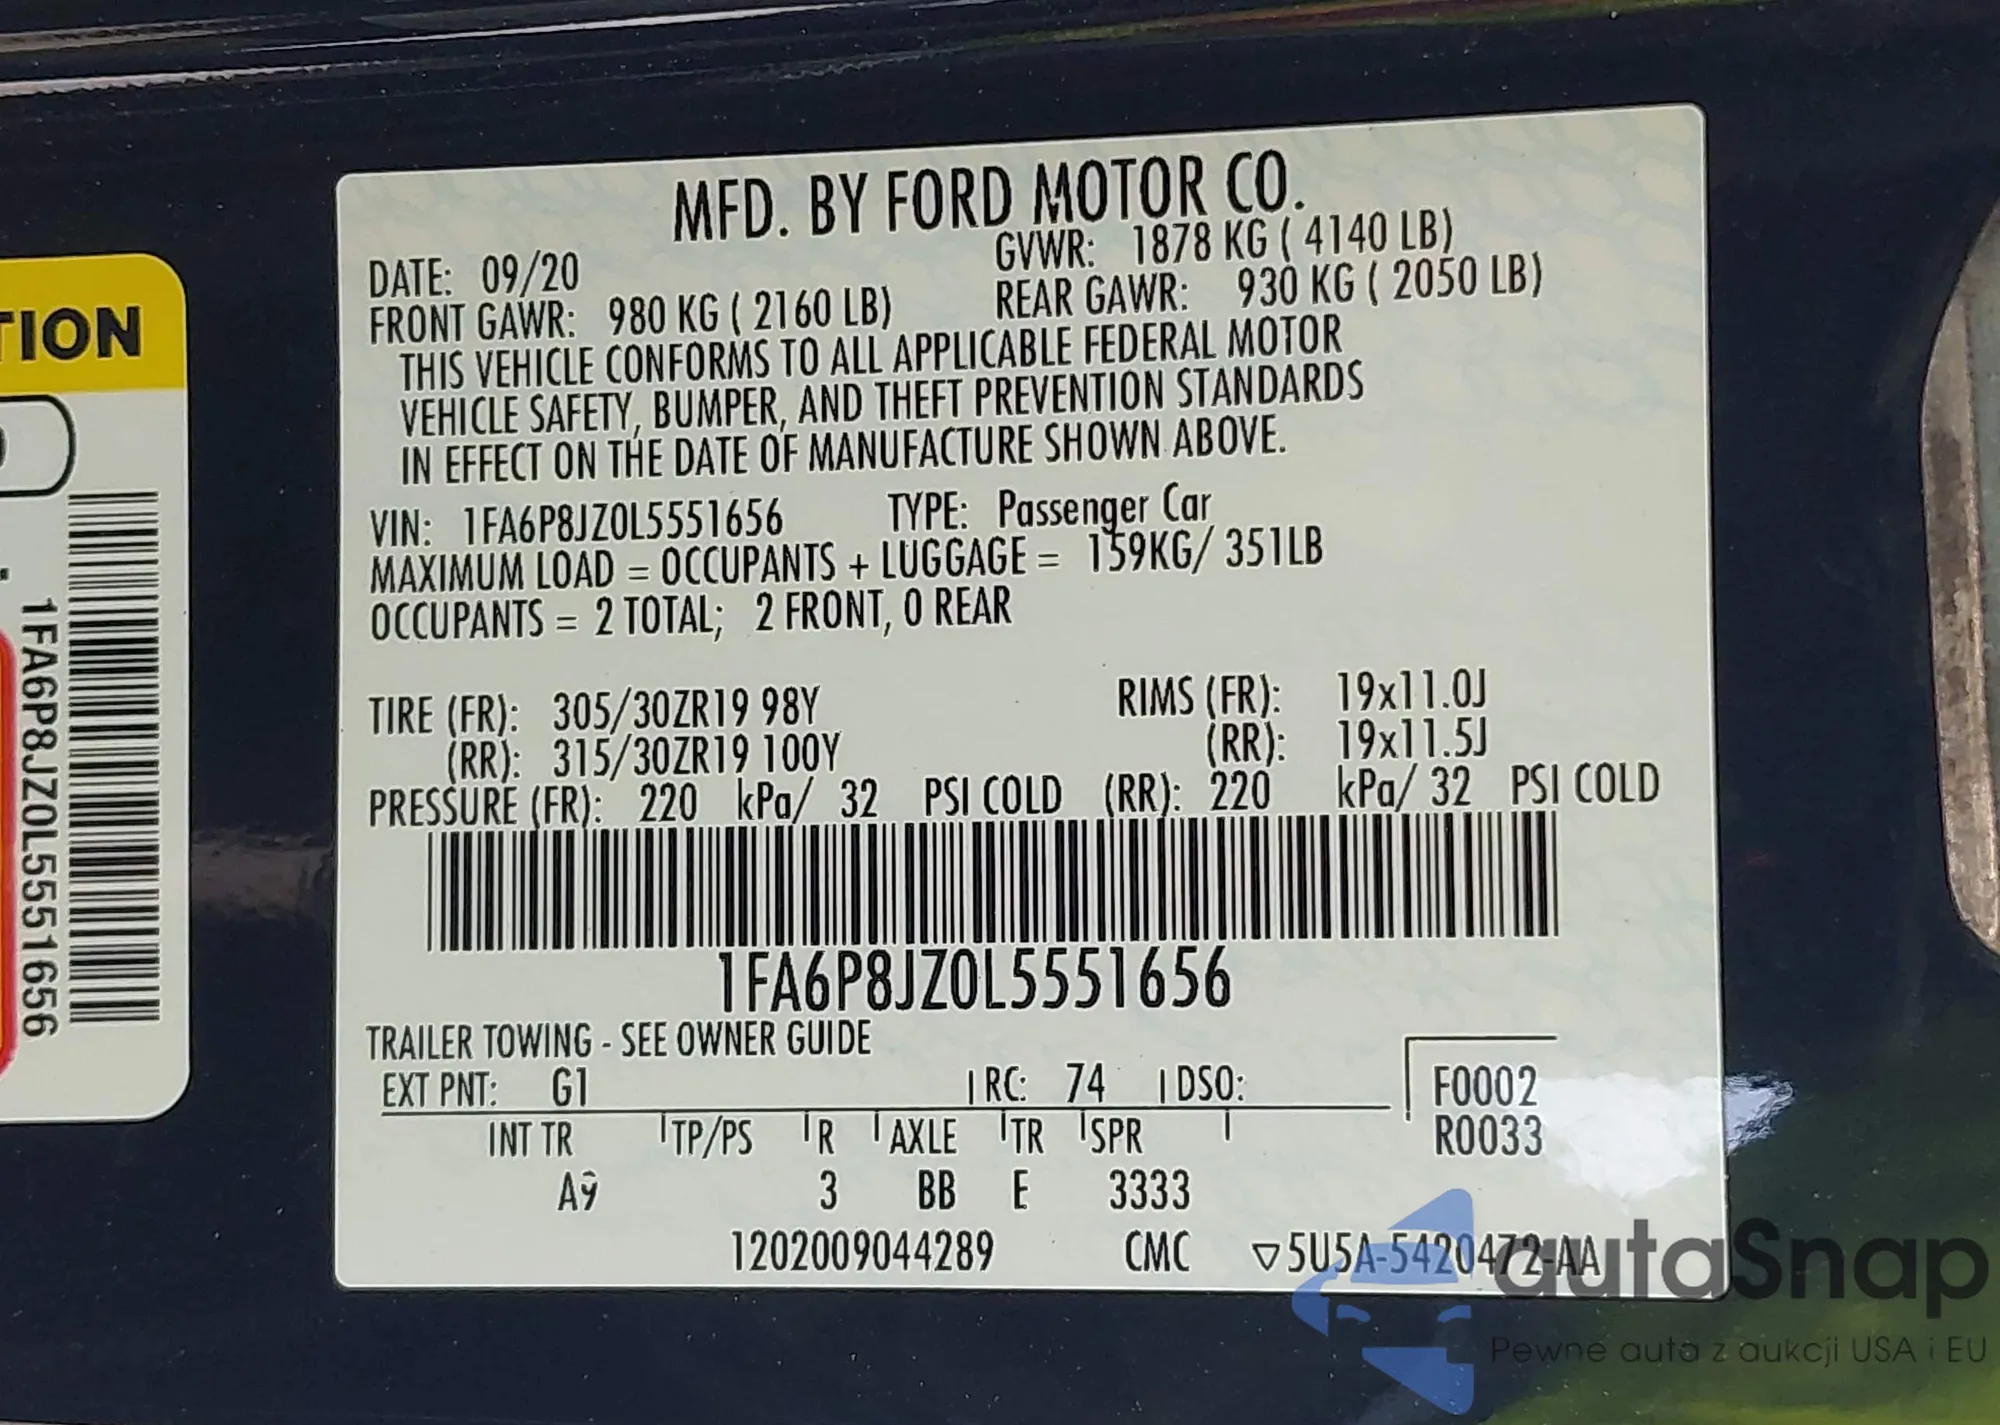 MFD. BY FORD MOTOR CO.
DATE: 09/20 GVWR: 1878 KG ( 4140 LB)
FRONT GAWR: 980 KG ( 2160 LB) REAR GAWR: 930 KG ( 2050 LB)
THIS VEHICLE CONFORMS TO ALL APPLICABLE FEDERAL MOTOR
VEHICLE SAFETY, BUMPER, AND THEFT PREVENTION STANDARDS
IN EFFECT ON THE DATE OF MANUFACTURE SHOWN ABOVE.
VIN: 1FA6P8JZ0L5551656 TYPE: Passenger Car
MAXIMUM LOAD = OCCUPANTS + LUGGAGE = 159KG/ 351LB
OCCUPANTS = 2 TOTAL; 2 FRONT, 0 REAR
TIRE (FR): 305/30ZR19 98Y RIMS (FR): 19x11.0J
(RR): 315/30ZR19 100Y (RR): 19x11.5J
PRESSURE (FR): 220 kPa/ 32 PSI COLD (RR): 220 kPa/ 32 PSI COLD
1FA6P8JZ0L5551656
TRAILER TOWING - SEE OWNER GUIDE
EXT PNT: G1 RC: 74 DSO: F0002
INT TR TP/PS R AXLE TR SPR R0033
A9 3 BB E 3333
1202009044289 CMC ▽5U5A-5420472-AA
TION
1FA6P8JZ0L5551656
autaSnap
Pewne auta z aukcji USA i EU